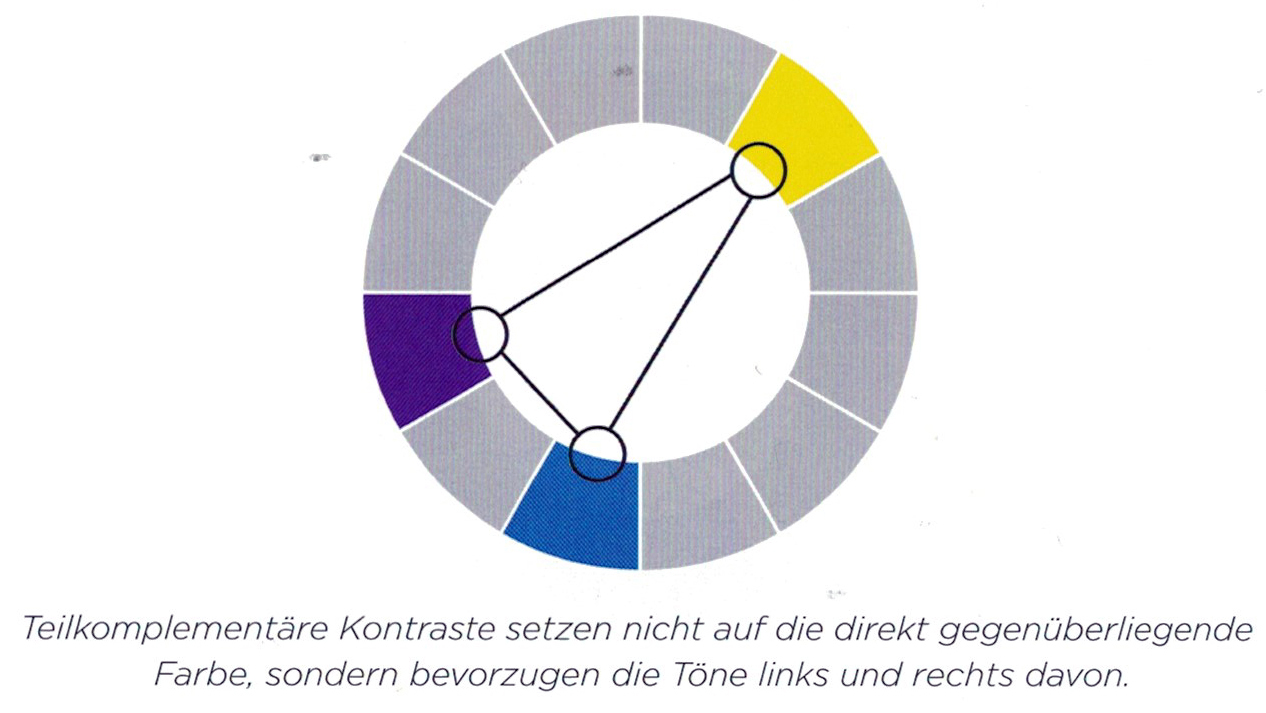 Teilkomplementäre Kontraste setzen nicht auf die direkt gegenüberliegende
Farbe, sondern bevorzugen die Töne links und rechts davon.